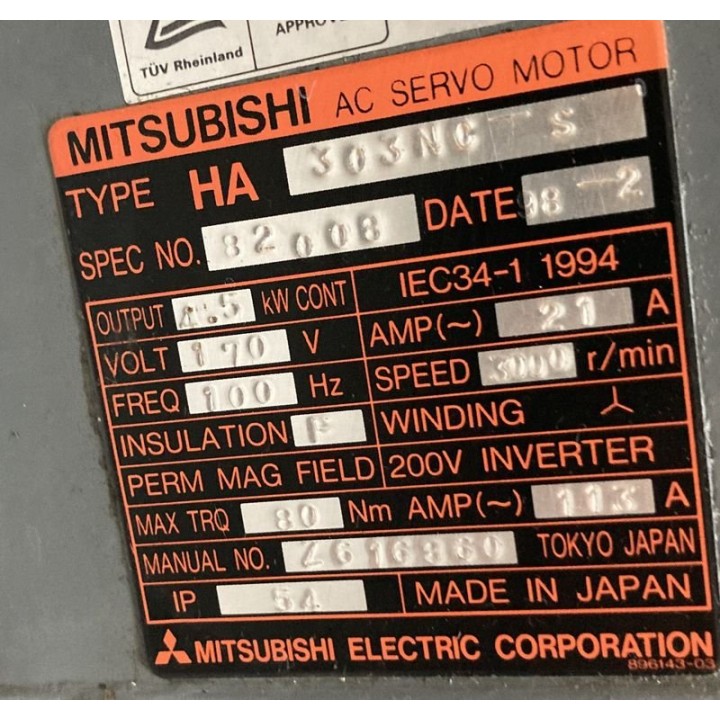 TÜV Rheinland
APPROVE
MITSUBISHI AC SERVO MOTOR
TYPE HA 303NCTS
SPEC NO. 82008 DATE 98-2
OUTPUT 4.5 kW CONT IEC34-1 1994
VOLT 170 V AMP(~) 21 A
FREQ 100 Hz SPEED 3000 r/min
INSULATION F WINDING
PERM MAG FIELD 200V INVERTER
MAX TRQ 80 Nm AMP(~) 113 A
MANUAL NO. Z616860 TOKYO JAPAN
IP 54 MADE IN JAPAN
MITSUBISHI ELECTRIC CORPORATION
896143-03